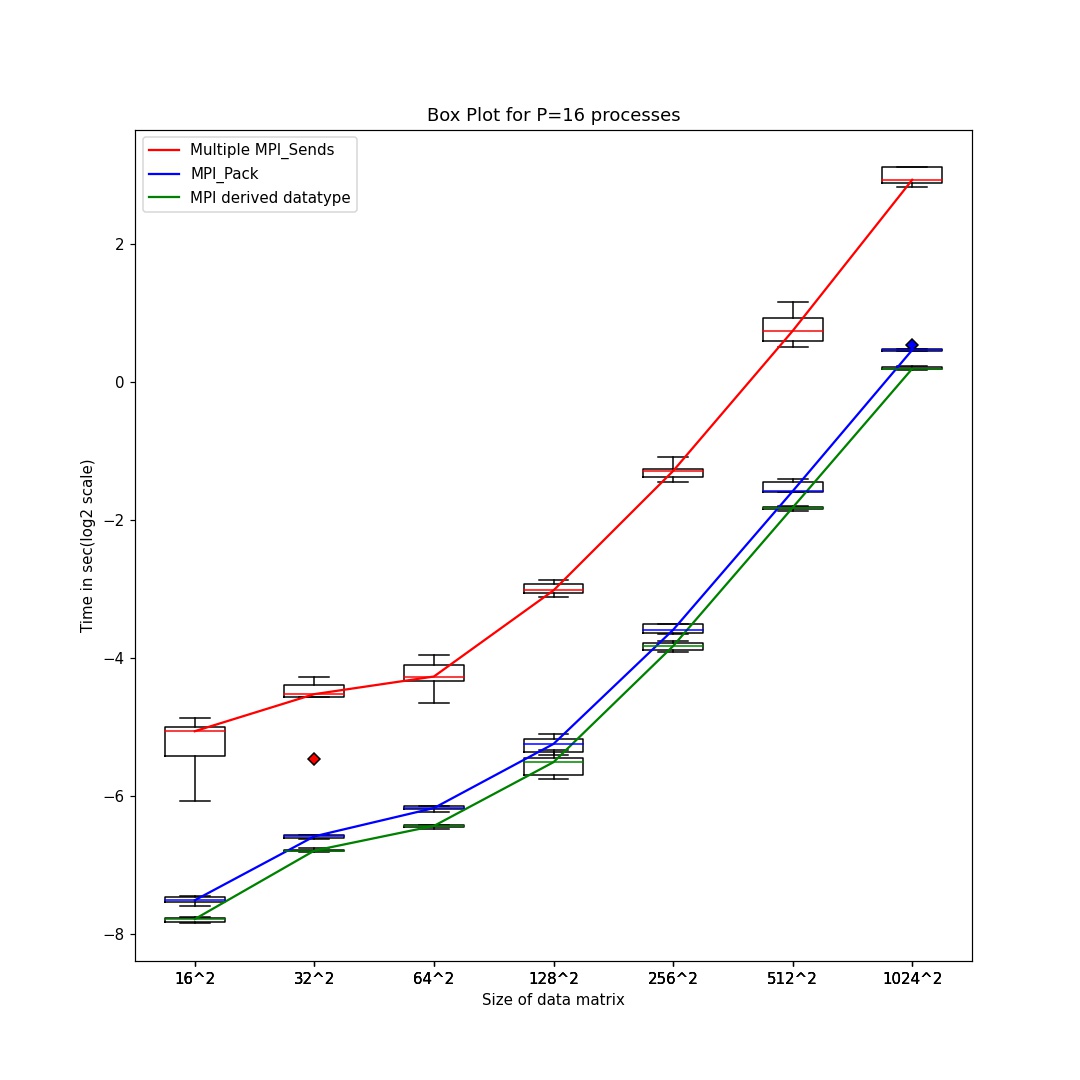 Box Plot for P=16 processes
Multiple MPI_Sends
MPI_Pack
MPI derived datatype
Time in sec(log2 scale)
2
0
−2
−4
−6
−8
16^2 32^2 64^2 128^2 256^2 512^2 1024^2
Size of data matrix